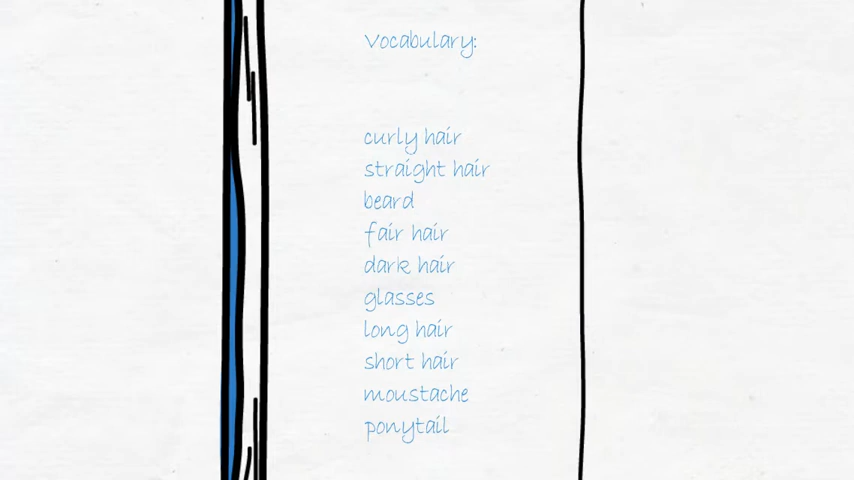 Vocabulary:
curly hair
straight hair
beard
fair hair
dark hair
glasses
long hair
short hair
moustache
ponytail